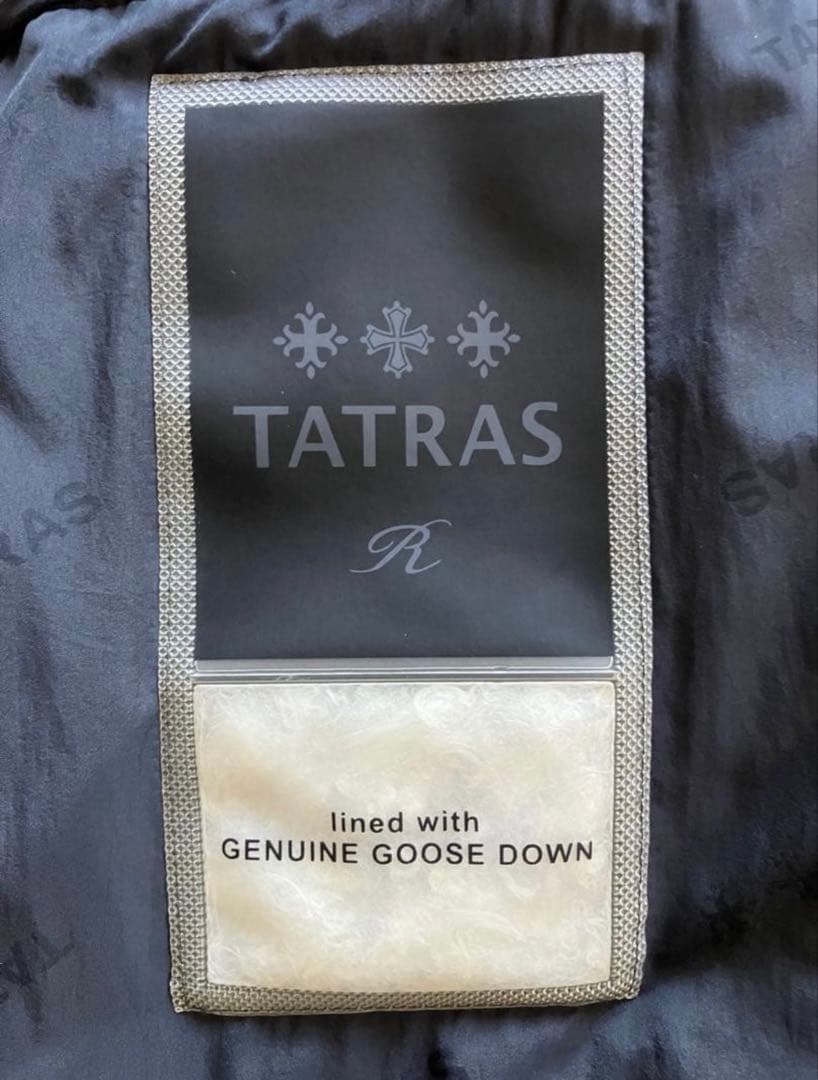 TATRAS
R
lined with
GENUINE GOOSE DOWN